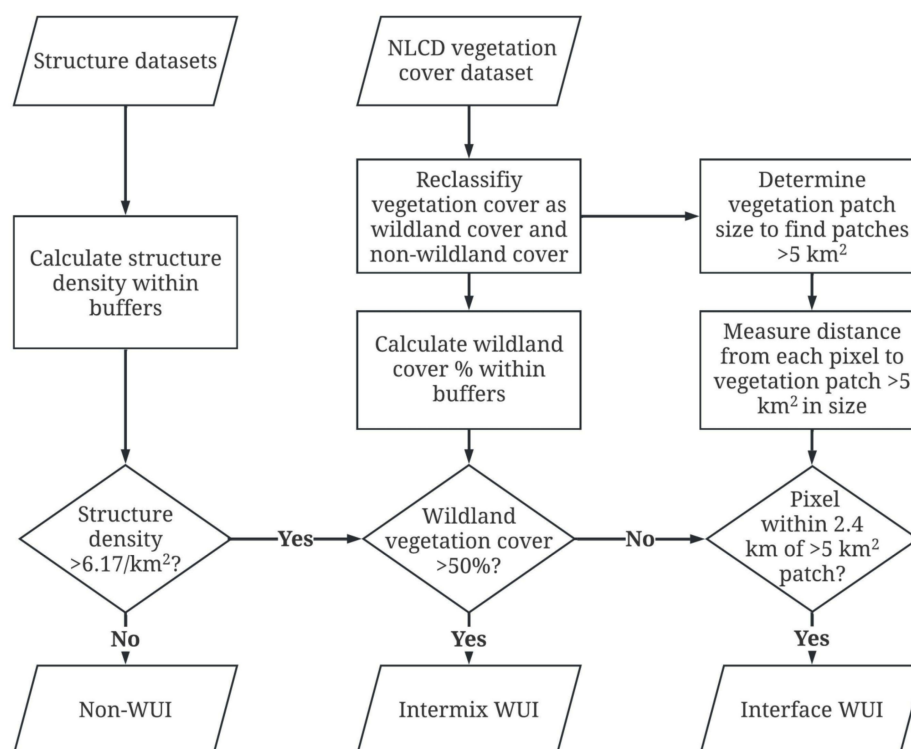 Structure datasets
NLCD vegetation
cover dataset
Reclassifiy
vegetation cover as
wildland cover and
non-wildland cover
Determine
vegetation patch
size to find patches
>5 km²
Calculate structure
density within
buffers
Calculate wildland
cover % within
buffers
Measure distance
from each pixel to
vegetation patch >5
km² in size
Structure
density
>6.17/km²?
Yes
Wildland
vegetation cover
>50%?
No
Pixel
within 2.4
km of >5 km²
patch?
No
Yes
Yes
Non-WUI
Intermix WUI
Interface WUI